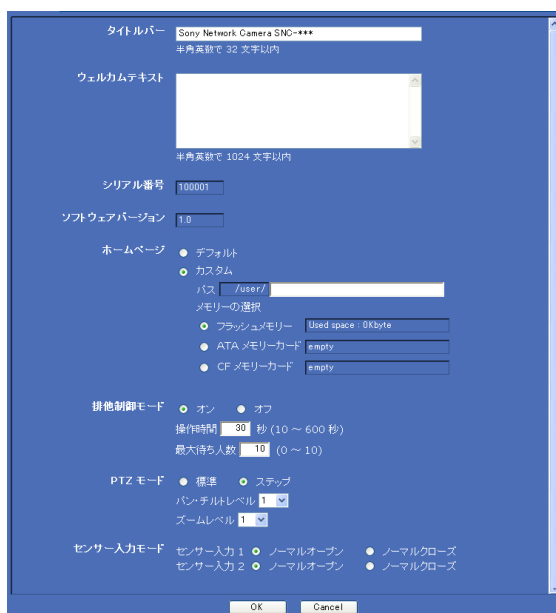 タイトルバー Sony Network Camera SNC-***
半角英数で 32 文字以内
ウェルカムテキスト
半角英数で 1024 文字以内
シリアル番号 100001
ソフトウェアバージョン 1.0
ホームページ デフォルト
カスタム
パス /user/
メモリーの選択
フラッシュメモリー Used space : 0Kbyte
ATA メモリーカード empty
CF メモリーカード empty
排他制御モード オン オフ
操作時間 30 秒 (10 ～ 600 秒)
最大待ち人数 10 (0 ～ 10)
PTZ モード 標準 ステップ
パン・チルトレベル 1
ズームレベル 1
センサー入力モード センサー入力 1 ノーマルオープン ノーマルクローズ
センサー入力 2 ノーマルオープン ノーマルクローズ
OK Cancel